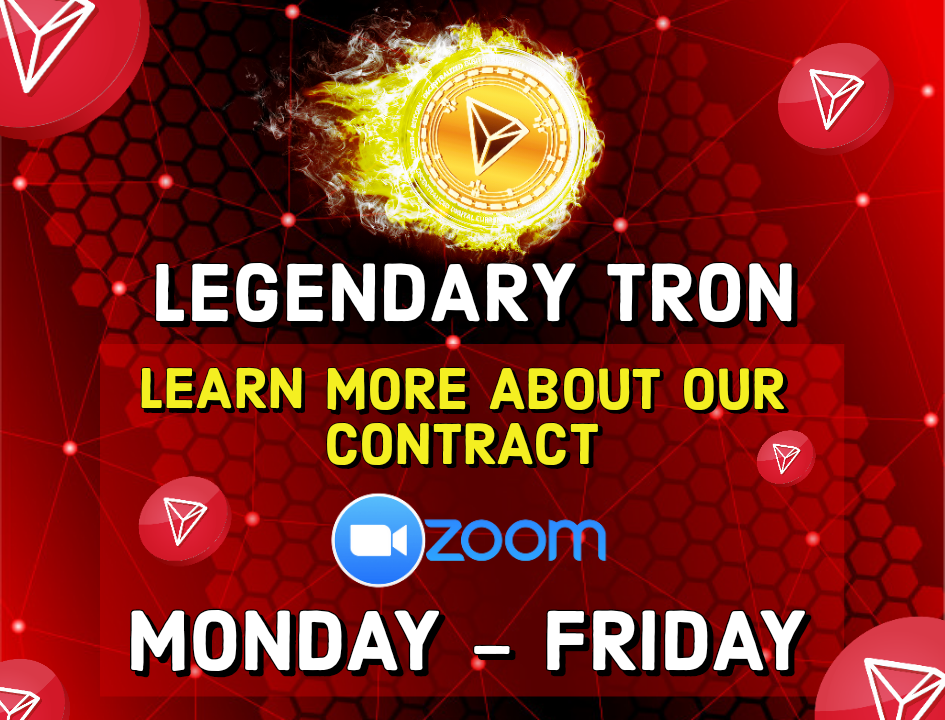 LEGENDARY TRON
LEARN MORE ABOUT OUR
CONTRACT
zoom
MONDAY – FRIDAY